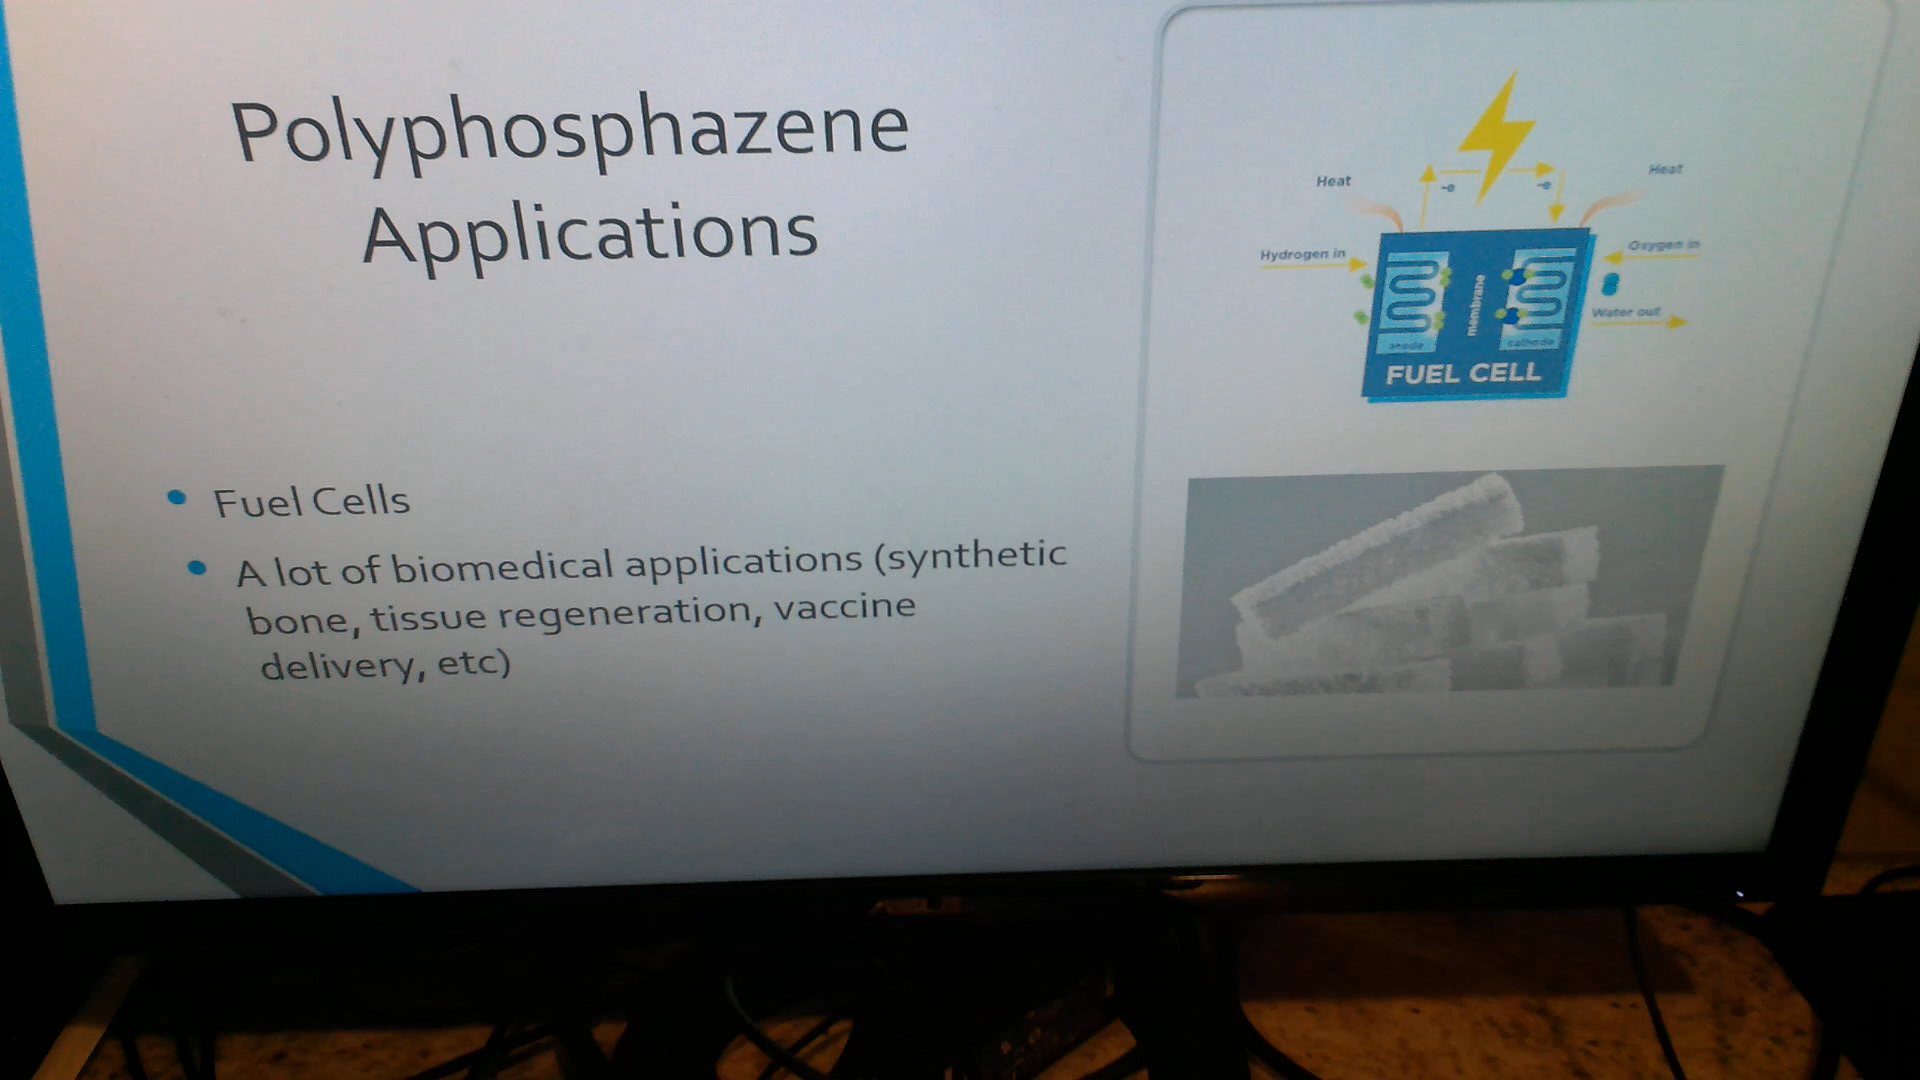 Polyphosphazene
Applications
• Fuel Cells
• A lot of biomedical applications (synthetic
bone, tissue regeneration, vaccine
delivery, etc)
Heat
Heat
-e
-e
Hydrogen in
Oxygen in
membrane
Water out
anode
cathode
FUEL CELL
ASUS